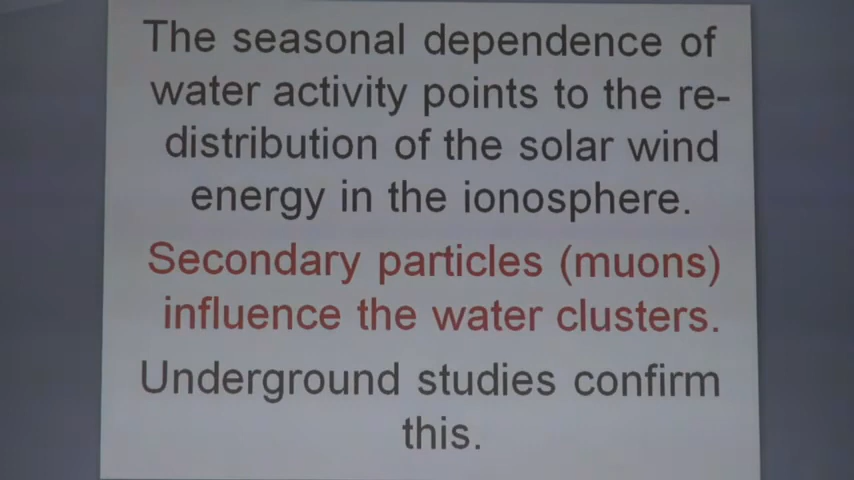 The seasonal dependence of
water activity points to the re-
distribution of the solar wind
energy in the ionosphere.
Secondary particles (muons)
influence the water clusters.
Underground studies confirm
this.